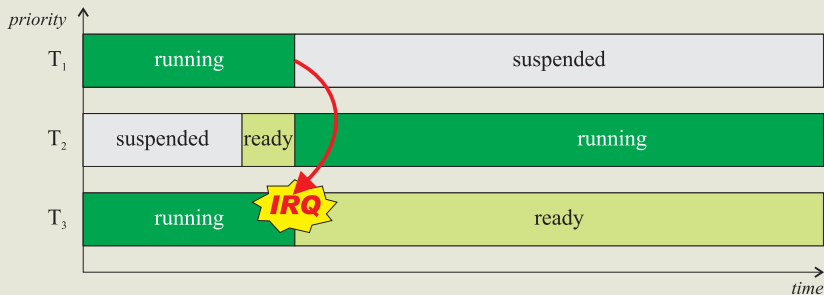 priority
T1 running suspended
T2 suspended ready running
T3 running IRQ ready
time